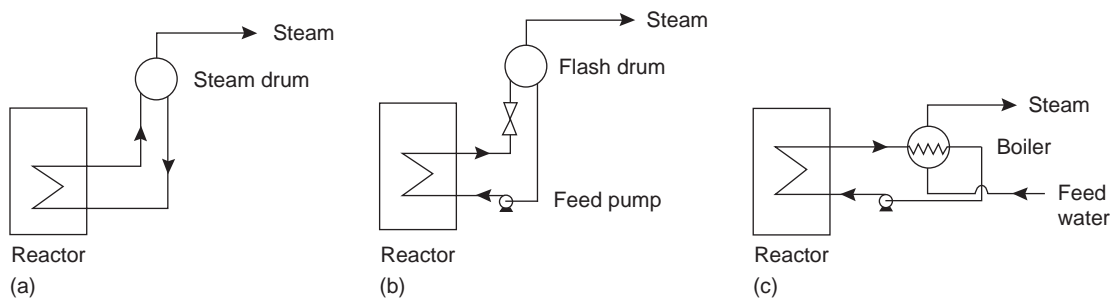 Steam
Steam drum
Reactor
(a)
Steam
Flash drum
Feed pump
Reactor
(b)
Steam
Boiler
Feed
water
Reactor
(c)